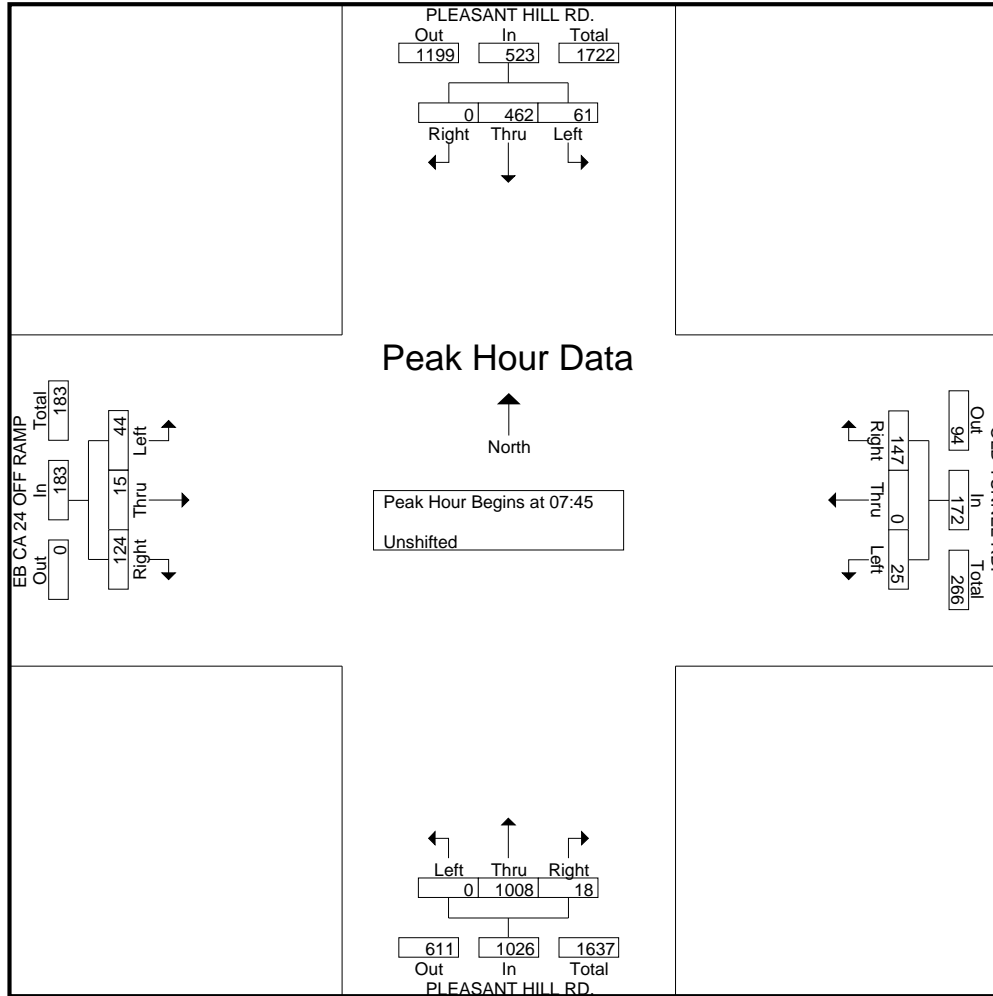 PLEASANT HILL RD.
Out In Total
1199 523 1722
0 462 61
Right Thru Left
Peak Hour Data
North
Peak Hour Begins at 07:45
Unshifted
EB CA 24 OFF RAMP
Total In Out
183 183 0
44 15 124
Left Thru Right
Out In Total
94 172 266
147 0 25
Right Thru Left
Left Thru Right
0 1008 18
611 1026 1637
Out In Total
PLEASANT HILL RD.